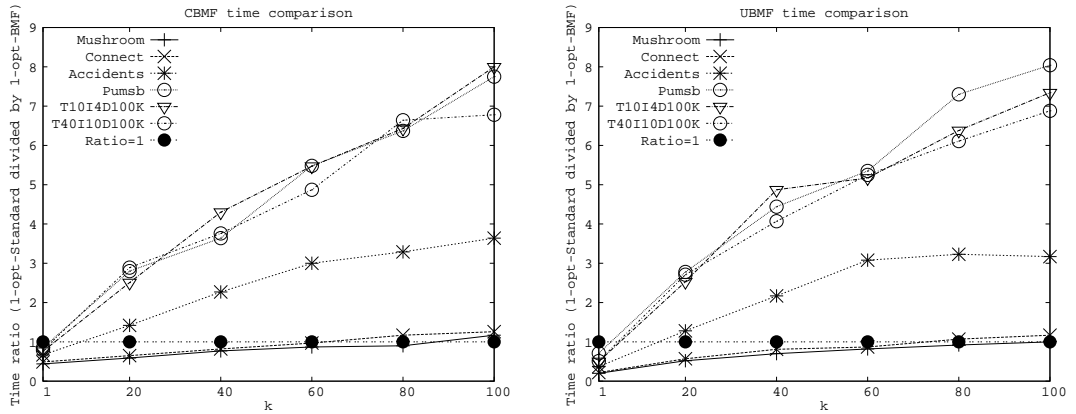 CBMF time comparison
Time ratio (1-opt-Standard divided by 1-opt-BMF)
9
8
7
6
5
4
3
2
1
0
Mushroom
Connect
Accidents
Pumsb
T10I4D100K
T40I10D100K
Ratio=1
1 20 40 60 80 100
k
UBMF time comparison
Time ratio (1-opt-Standard divided by 1-opt-BMF)
9
8
7
6
5
4
3
2
1
0
Mushroom
Connect
Accidents
Pumsb
T10I4D100K
T40I10D100K
Ratio=1
1 20 40 60 80 100
k